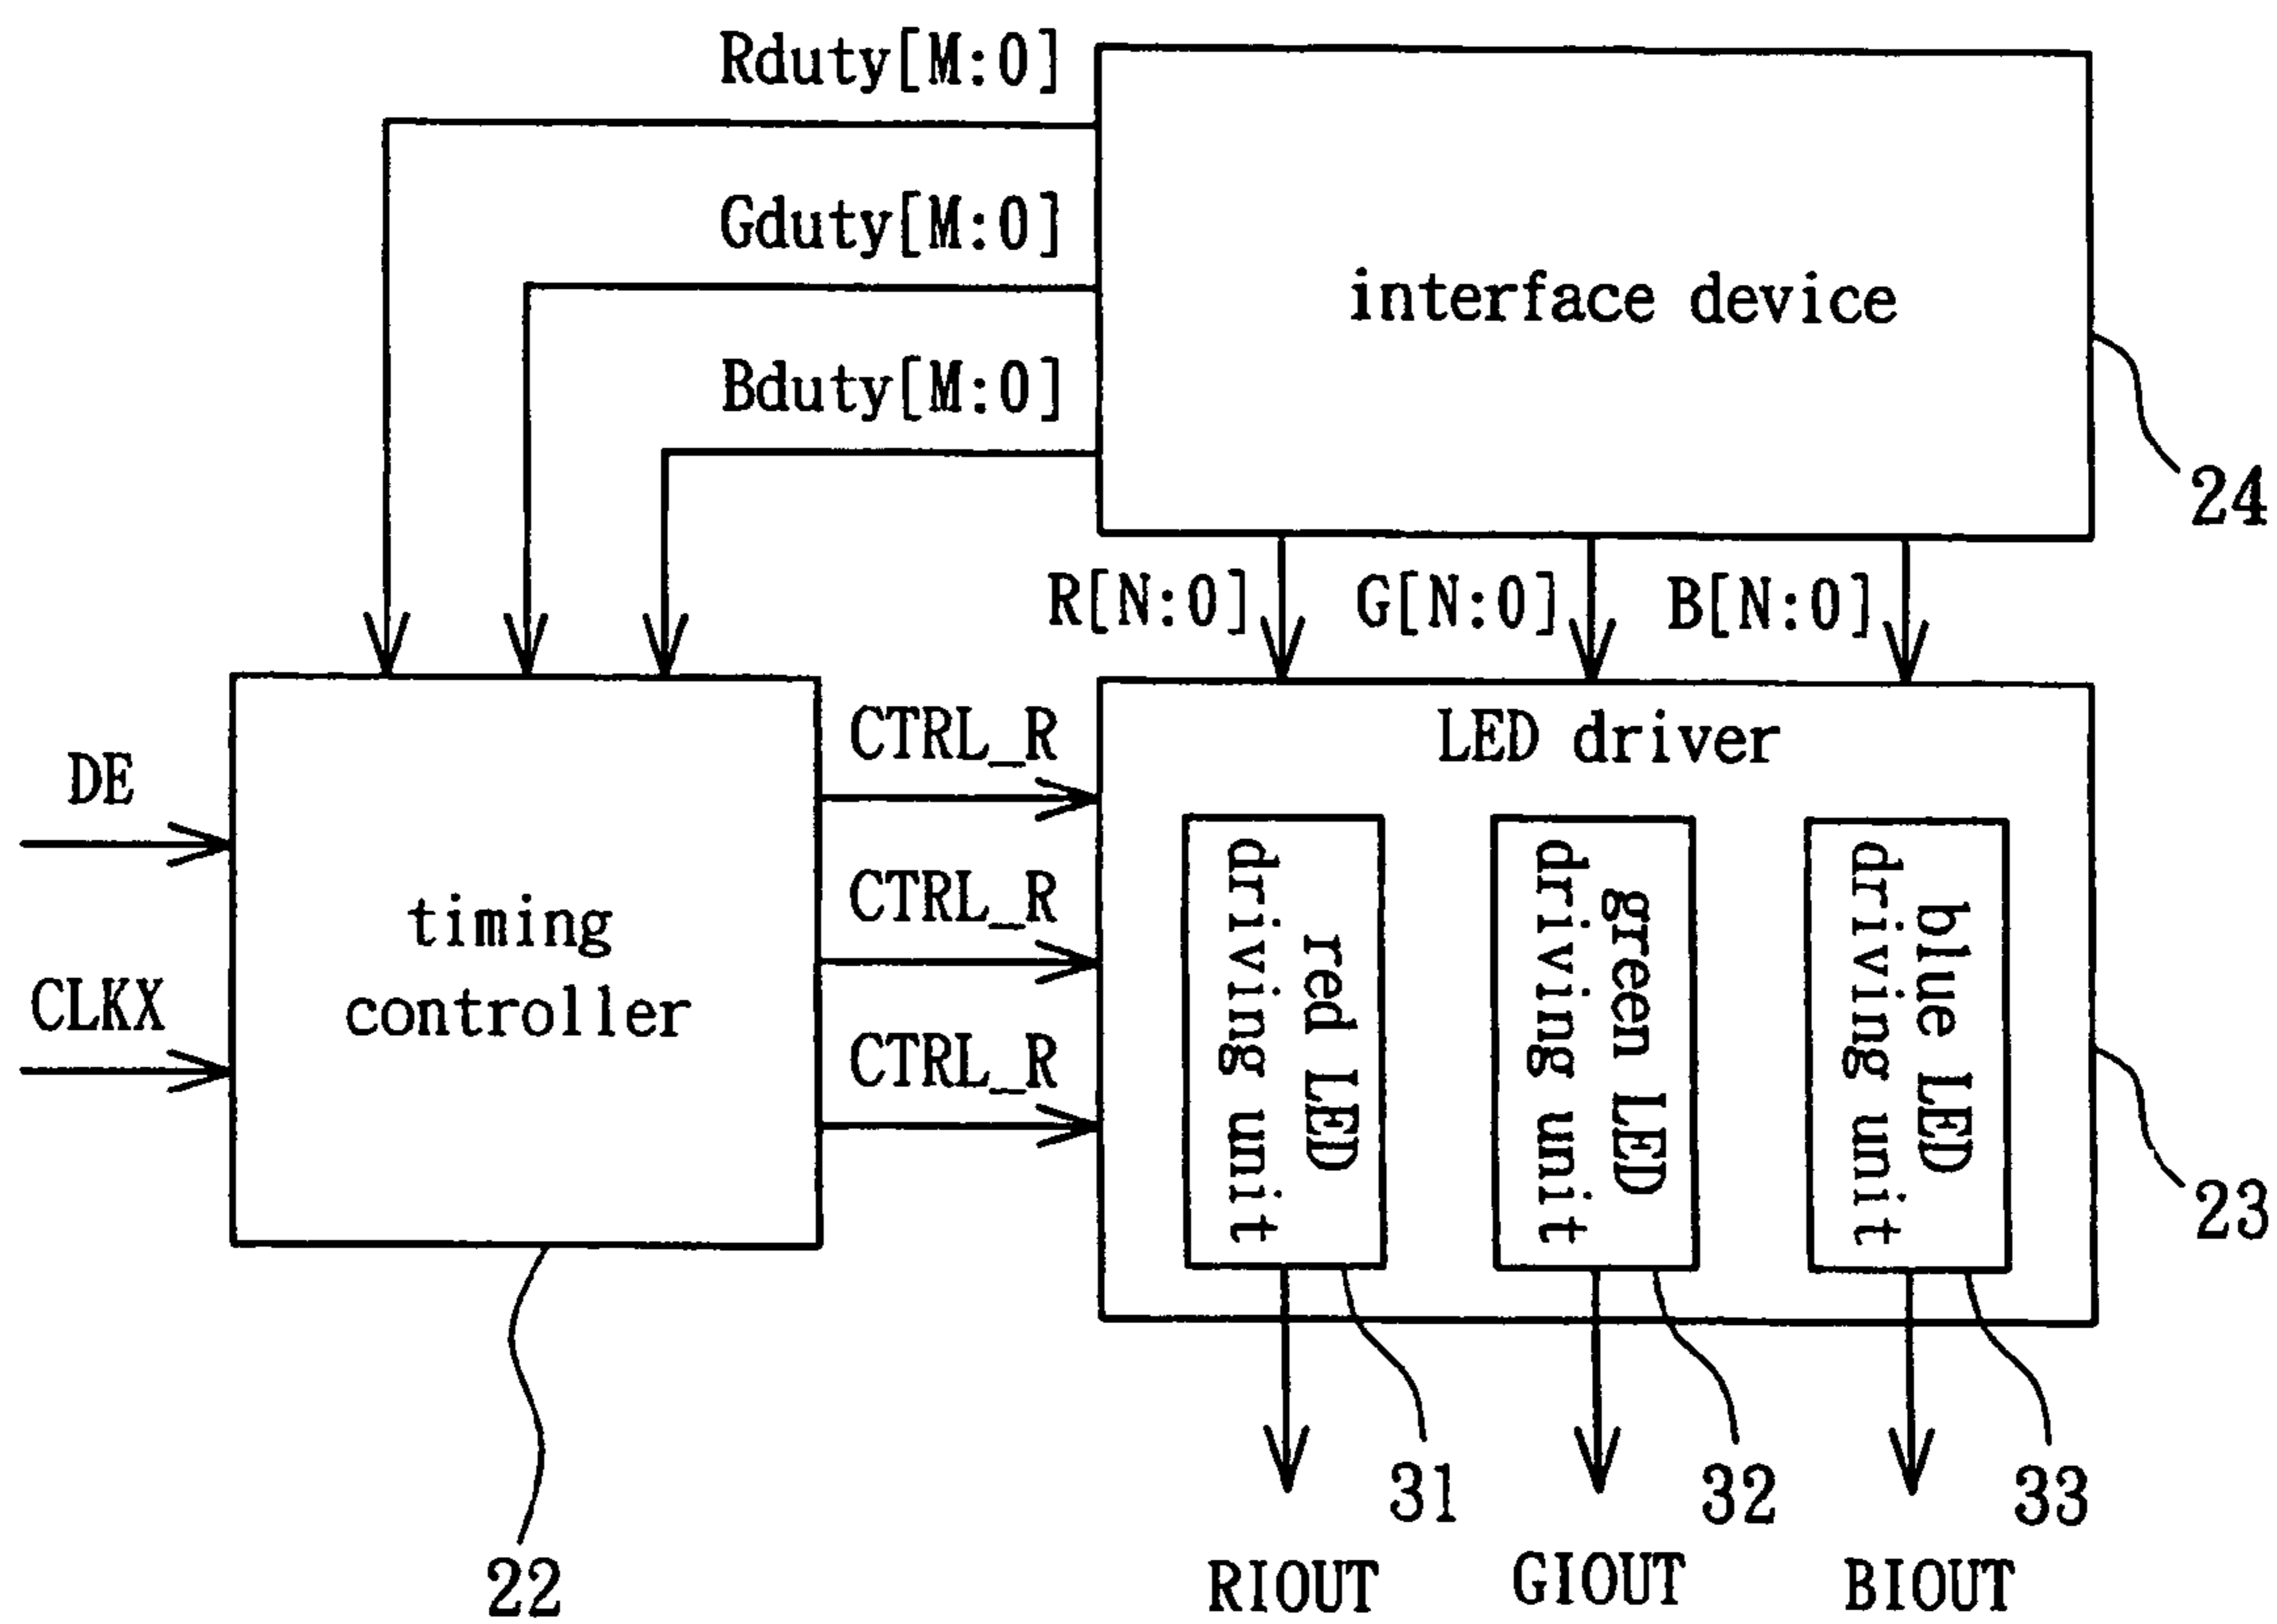 Rduty[M:0]
Gduty[M:0]
interface device
Bduty[M:0]
24
R[N:0]
G[N:0]
B[N:0]
CTRL_R
LED driver
DE
CTRL_R
timing
controller
CLKX
CTRL_R
red LED
driving unit
green LED
driving unit
blue LED
driving unit
23
31
32
33
22
RIOUT
GIOUT
BIOUT